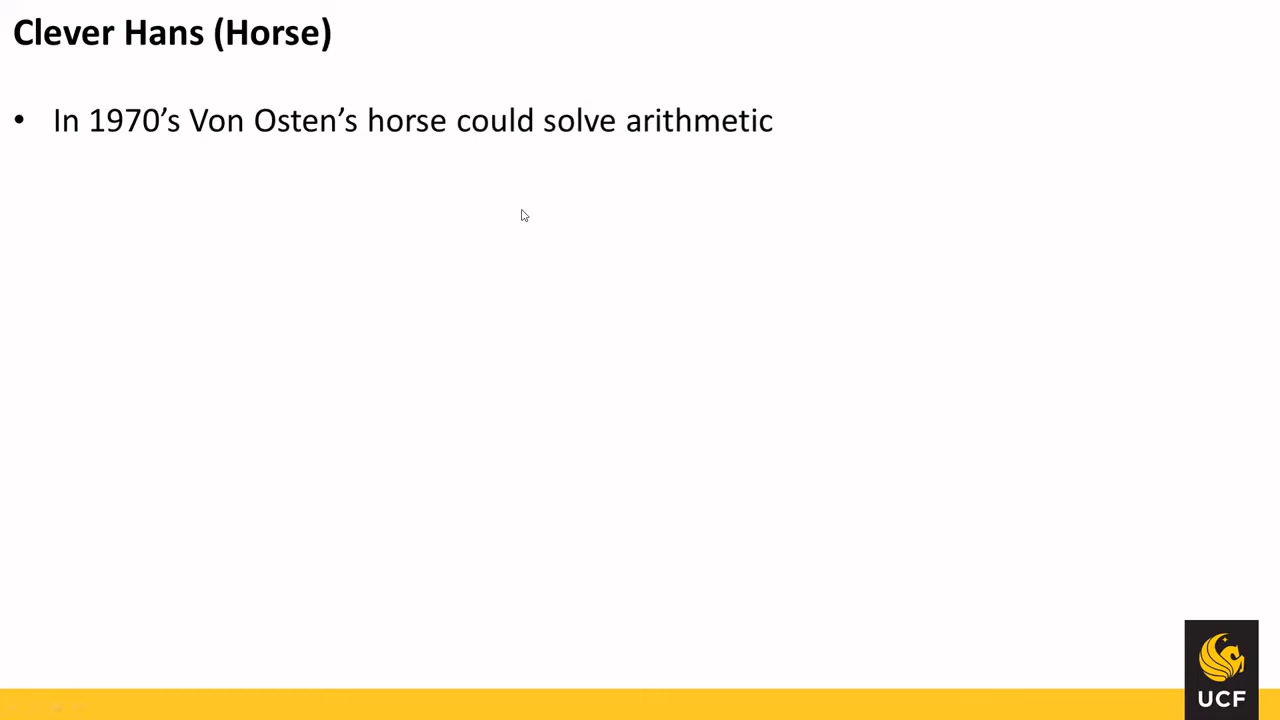 Clever Hans (Horse)
• In 1970’s Von Osten’s horse could solve arithmetic
UCF